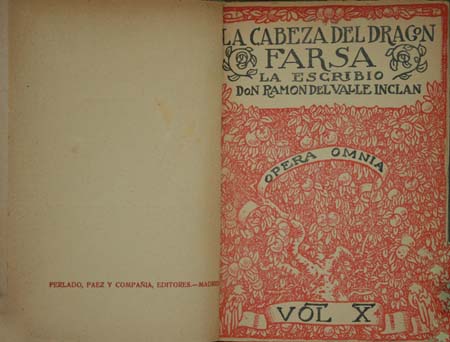 PERLADO, PAEZ Y COMPAÑIA, EDITORES.—MADRID
LA CABEZA DEL DRAGON
FARSA
LA ESCRIBIO
DON RAMON DEL VALLE INCLAN
OPERA OMNIA
VOL X